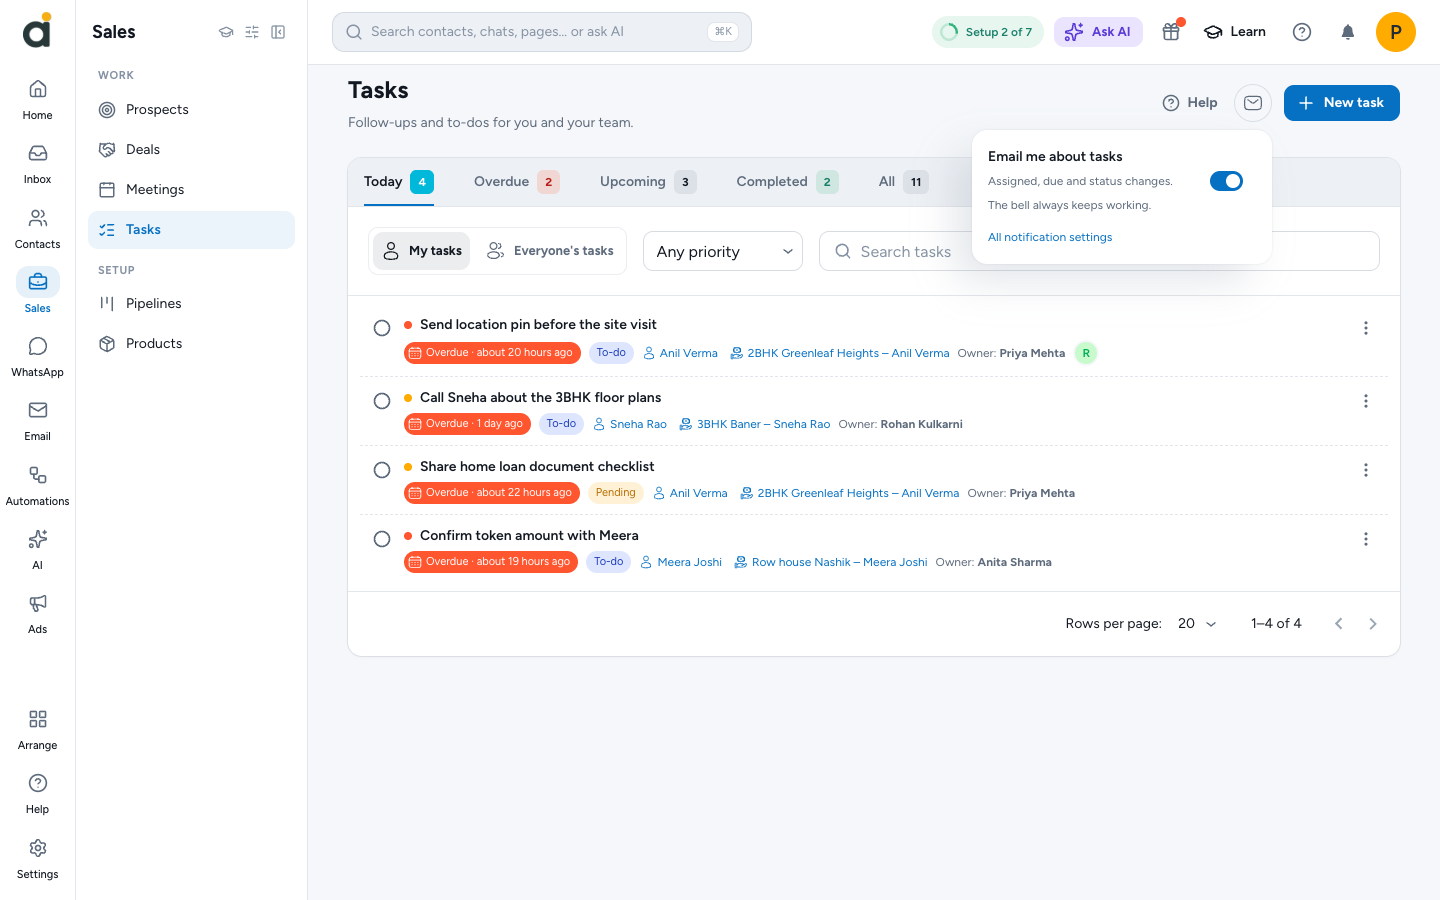 Sales
Search contacts, chats, pages... or ask AI
⌘K
Setup 2 of 7
Ask AI
Learn
P
Home
Inbox
Contacts
Sales
WhatsApp
Email
Automations
AI
Ads
Arrange
Help
Settings
WORK
Prospects
Deals
Meetings
Tasks
SETUP
Pipelines
Products
Tasks
Follow-ups and to-dos for you and your team.
Help
New task
Email me about tasks
Assigned, due and status changes.
The bell always keeps working.
All notification settings
Today 4
Overdue 2
Upcoming 3
Completed 2
All 11
My tasks
Everyone's tasks
Any priority
Search tasks
Send location pin before the site visit
Overdue · about 20 hours ago To-do Anil Verma 2BHK Greenleaf Heights – Anil Verma Owner: Priya Mehta R
Call Sneha about the 3BHK floor plans
Overdue · 1 day ago To-do Sneha Rao 3BHK Baner – Sneha Rao Owner: Rohan Kulkarni
Share home loan document checklist
Overdue · about 22 hours ago Pending Anil Verma 2BHK Greenleaf Heights – Anil Verma Owner: Priya Mehta
Confirm token amount with Meera
Overdue · about 19 hours ago To-do Meera Joshi Row house Nashik – Meera Joshi Owner: Anita Sharma
Rows per page: 20 1–4 of 4